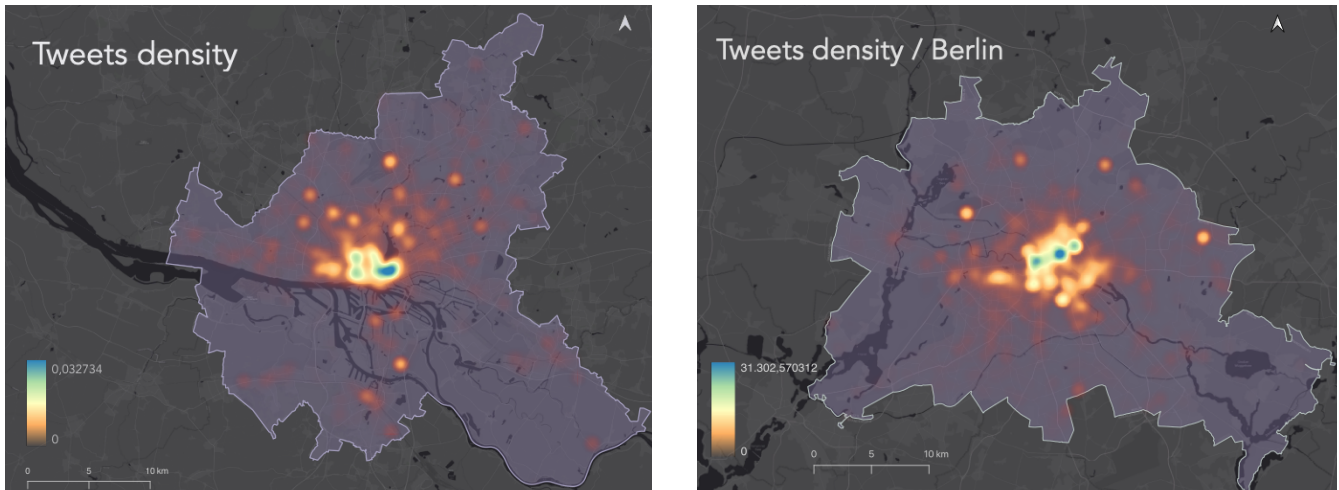 Tweets density
0,032734
0
0 5 10 km
Tweets density / Berlin
31.302,570312
0
0 5 10 km